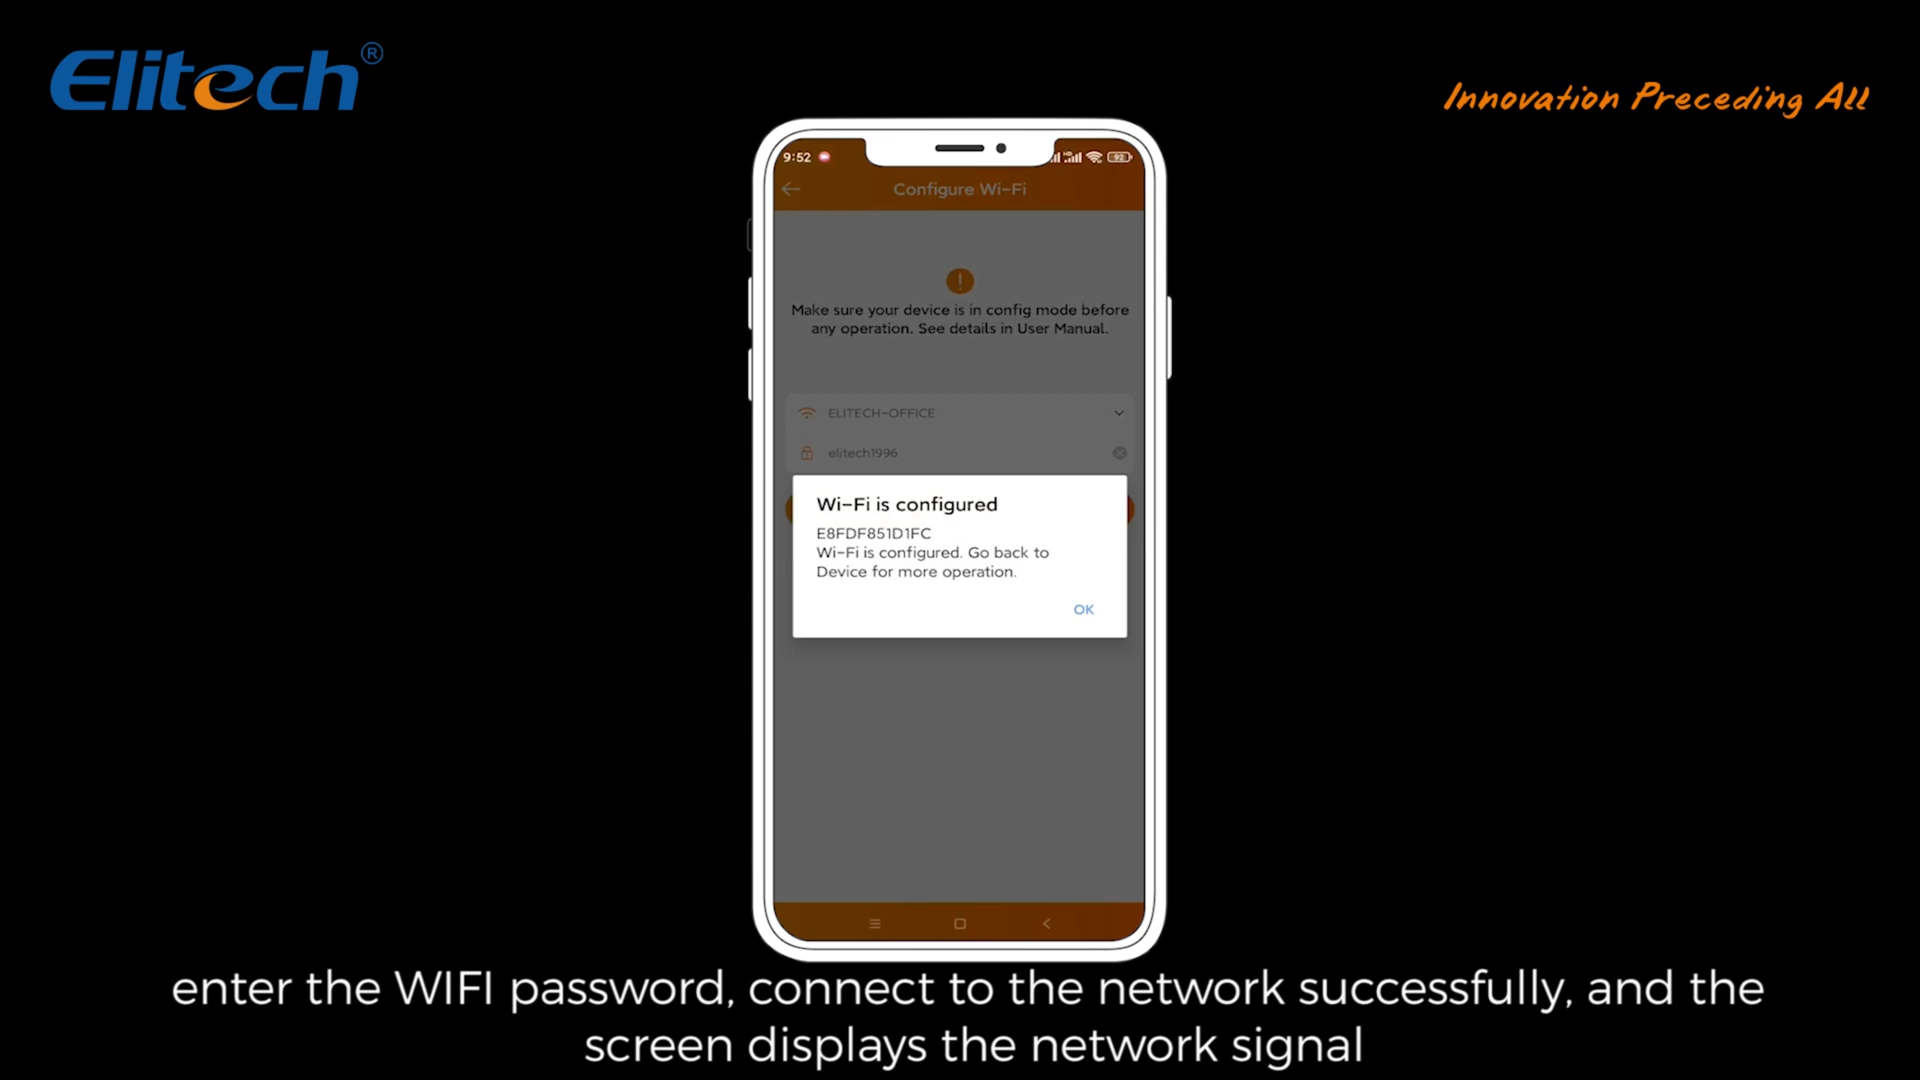 Elitech®
Innovation Preceding All
9:52
HD
92
Configure Wi-Fi
!
Make sure your device is in config mode before
any operation. See details in User Manual.
ELITECH-OFFICE
elitech1996
Wi-Fi is configured
E8FDF851D1FC
Wi-Fi is configured. Go back to
Device for more operation.
OK
enter the WIFI password, connect to the network successfully, and the
screen displays the network signal